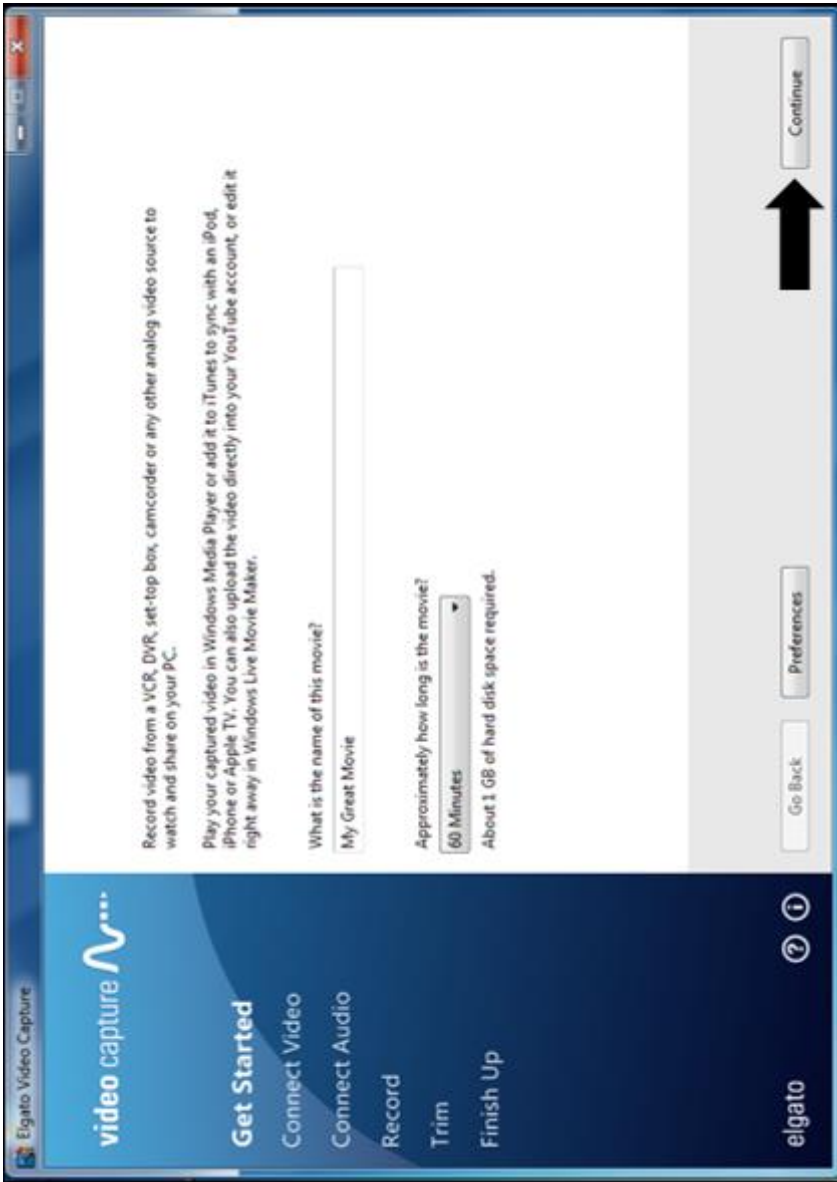 Elgato Video Capture
video capture
Get Started
Connect Video
Connect Audio
Record
Trim
Finish Up
elgato
Record video from a VCR, DVR, set-top box, camcorder or any other analog video source to
watch and share on your PC.
Play your captured video in Windows Media Player or add it to iTunes to sync with an iPod,
iPhone or Apple TV. You can also upload the video directly into your YouTube account, or edit it
right away in Windows Live Movie Maker.
What is the name of this movie?
My Great Movie
Approximately how long is the movie?
60 Minutes
About 1 GB of hard disk space required.
Go Back
Preferences
Continue